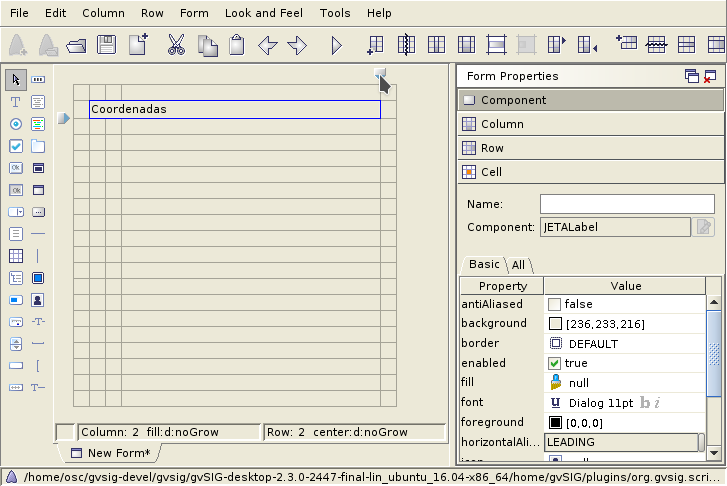 File Edit Column Row Form Look and Feel Tools Help
Form Properties
Component
Coordenadas
Column
Row
Cell
Name:
Component: JETALabel
Basic All
Property Value
antiAliased false
background [236,233,216]
border DEFAULT
enabled true
fill null
font Dialog 11pt b i
foreground [0,0,0]
horizontalAli... LEADING
Column: 2 fill:d:noGrow Row: 2 center:d:noGrow
New Form*
/home/osc/gvsig-devel/gvsig/gvSIG-desktop-2.3.0-2447-final-lin_ubuntu_16.04-x86_64/home/gvSIG/plugins/org.gvsig.scri...